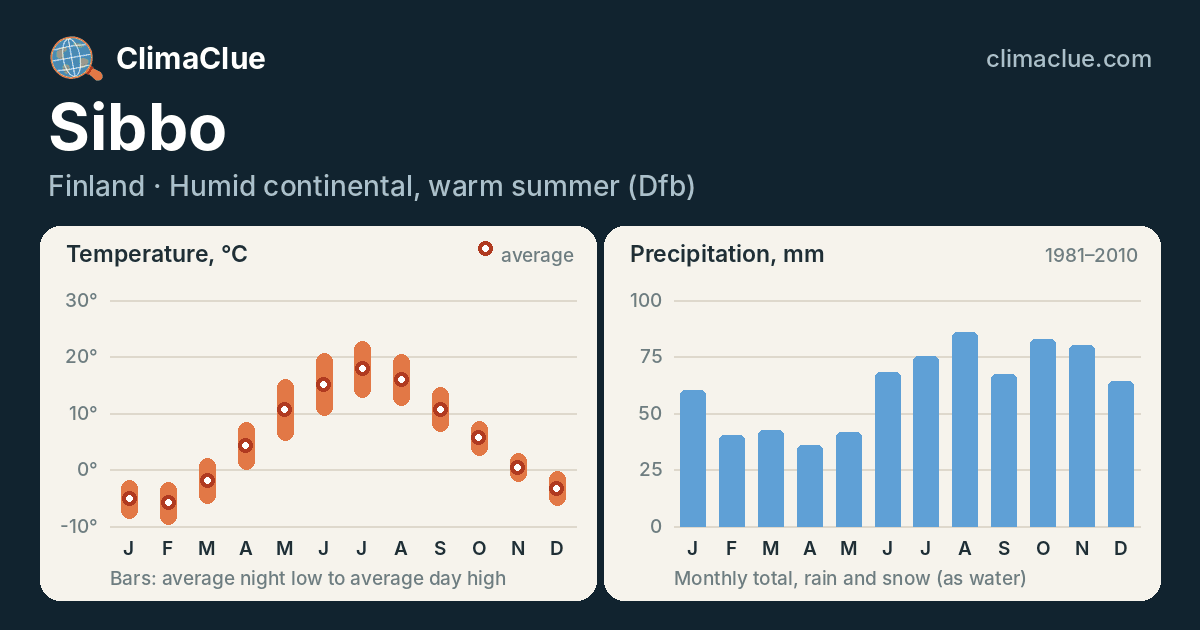 ClimaClue
climaclue.com
Sibbo
Finland · Humid continental, warm summer (Dfb)
Temperature, °C
average
30°
20°
10°
0°
-10°
J F M A M J J A S O N D
Bars: average night low to average day high
Precipitation, mm
1981–2010
100
75
50
25
0
J F M A M J J A S O N D
Monthly total, rain and snow (as water)